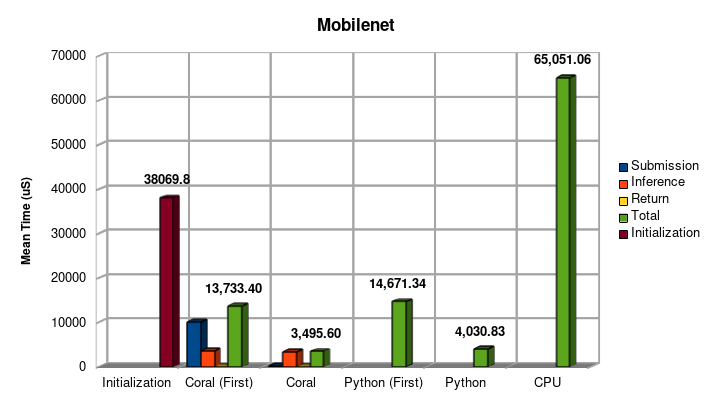 Mobilenet
Mean Time (uS)
70000
60000
50000
40000
30000
20000
10000
0
38069.8
13,733.40
3,495.60
14,671.34
4,030.83
65,051.06
Initialization
Coral (First)
Coral
Python (First)
Python
CPU
Submission
Inference
Return
Total
Initialization